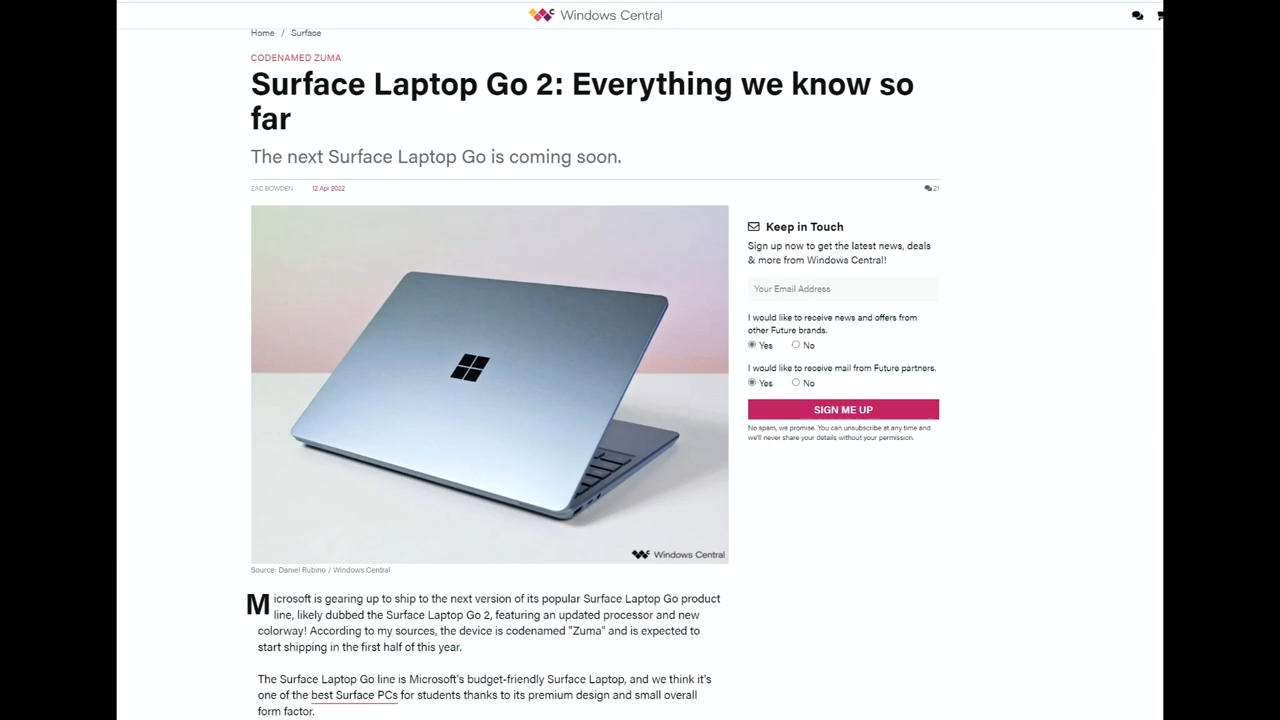 Windows Central
Home / Surface
CODENAMED ZUMA
Surface Laptop Go 2: Everything we know so
far
The next Surface Laptop Go is coming soon.
ZAC BOWDEN 12 Apr 2022 21
Windows Central
Source: Daniel Rubino / Windows Central
Microsoft is gearing up to ship to the next version of its popular Surface Laptop Go product
line, likely dubbed the Surface Laptop Go 2, featuring an updated processor and new
colorway! According to my sources, the device is codenamed "Zuma" and is expected to
start shipping in the first half of this year.
The Surface Laptop Go line is Microsoft's budget-friendly Surface Laptop, and we think it's
one of the best Surface PCs for students thanks to its premium design and small overall
form factor.
Keep in Touch
Sign up now to get the latest news, deals
& more from Windows Central!
Your Email Address
I would like to receive news and offers from
other Future brands.
Yes No
I would like to receive mail from Future partners.
Yes No
SIGN ME UP
No spam, we promise. You can unsubscribe at any time and
we'll never share your details without your permission.